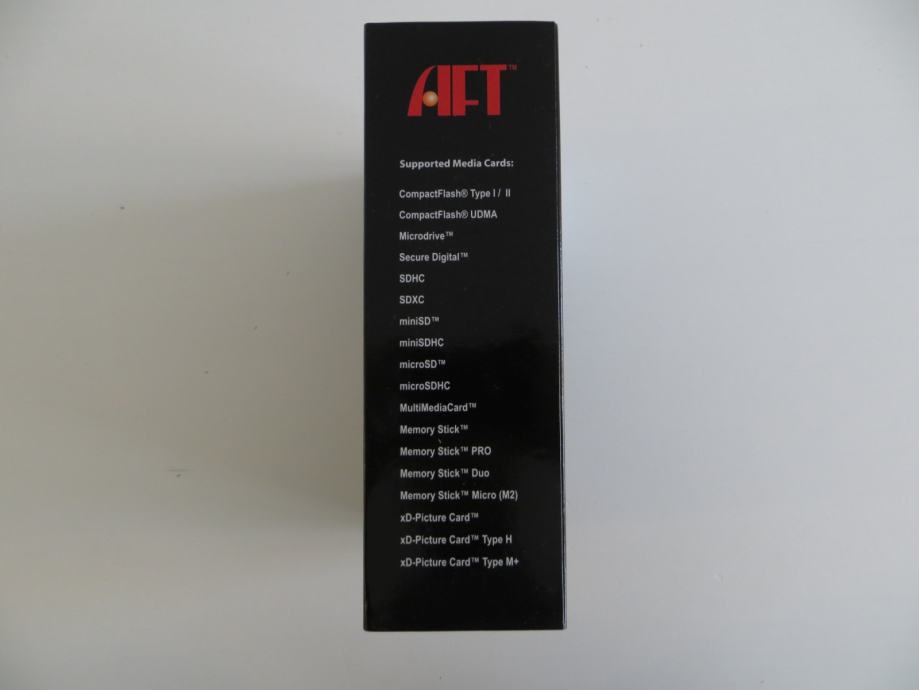 AFT™
Supported Media Cards:
CompactFlash® Type I / II
CompactFlash® UDMA
Microdrive™
Secure Digital™
SDHC
SDXC
miniSD™
miniSDHC
microSD™
microSDHC
MultiMediaCard™
Memory Stick™
Memory Stick™ PRO
Memory Stick™ Duo
Memory Stick™ Micro (M2)
xD-Picture Card™
xD-Picture Card™ Type H
xD-Picture Card™ Type M+